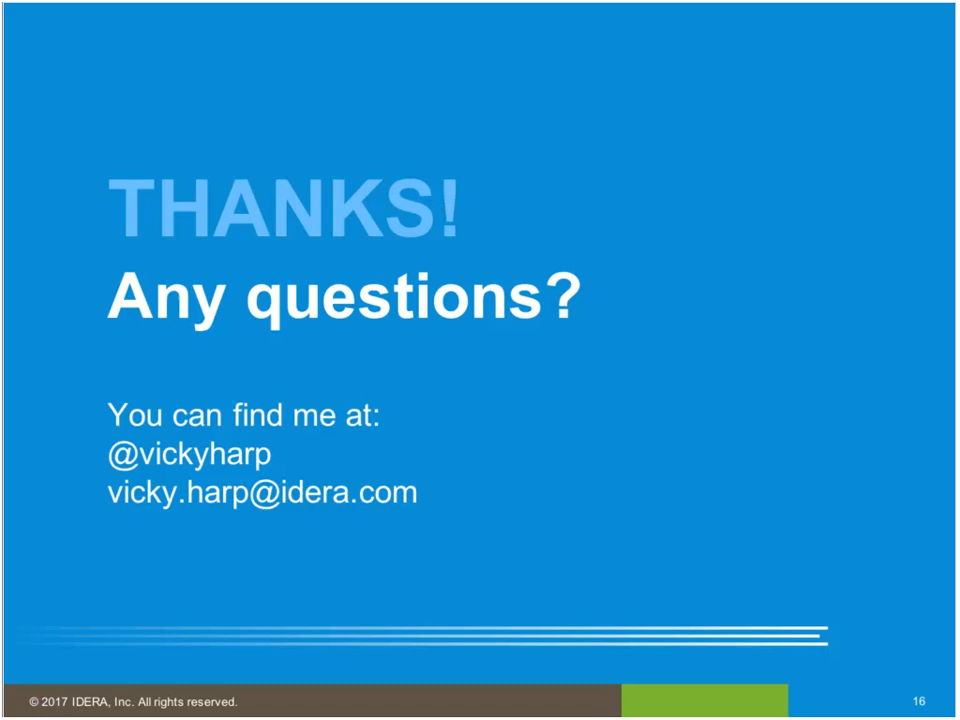 THANKS!
Any questions?
You can find me at:
@vickyharp
vicky.harp@idera.com
© 2017 IDERA, Inc. All rights reserved.
16